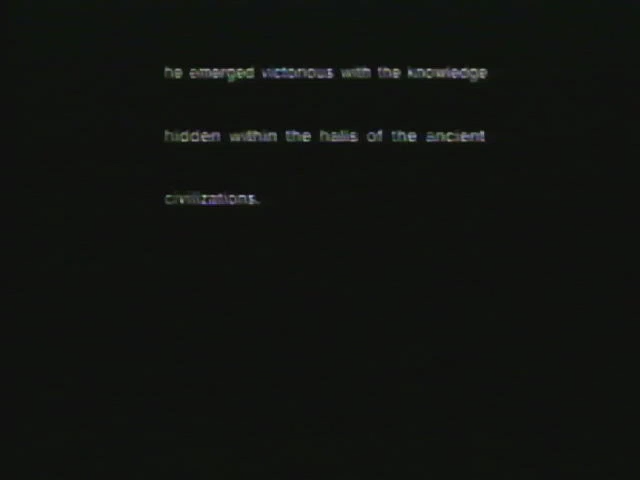 he emerged victorious with the knowledge
hidden within the halls of the ancient
civilizations.